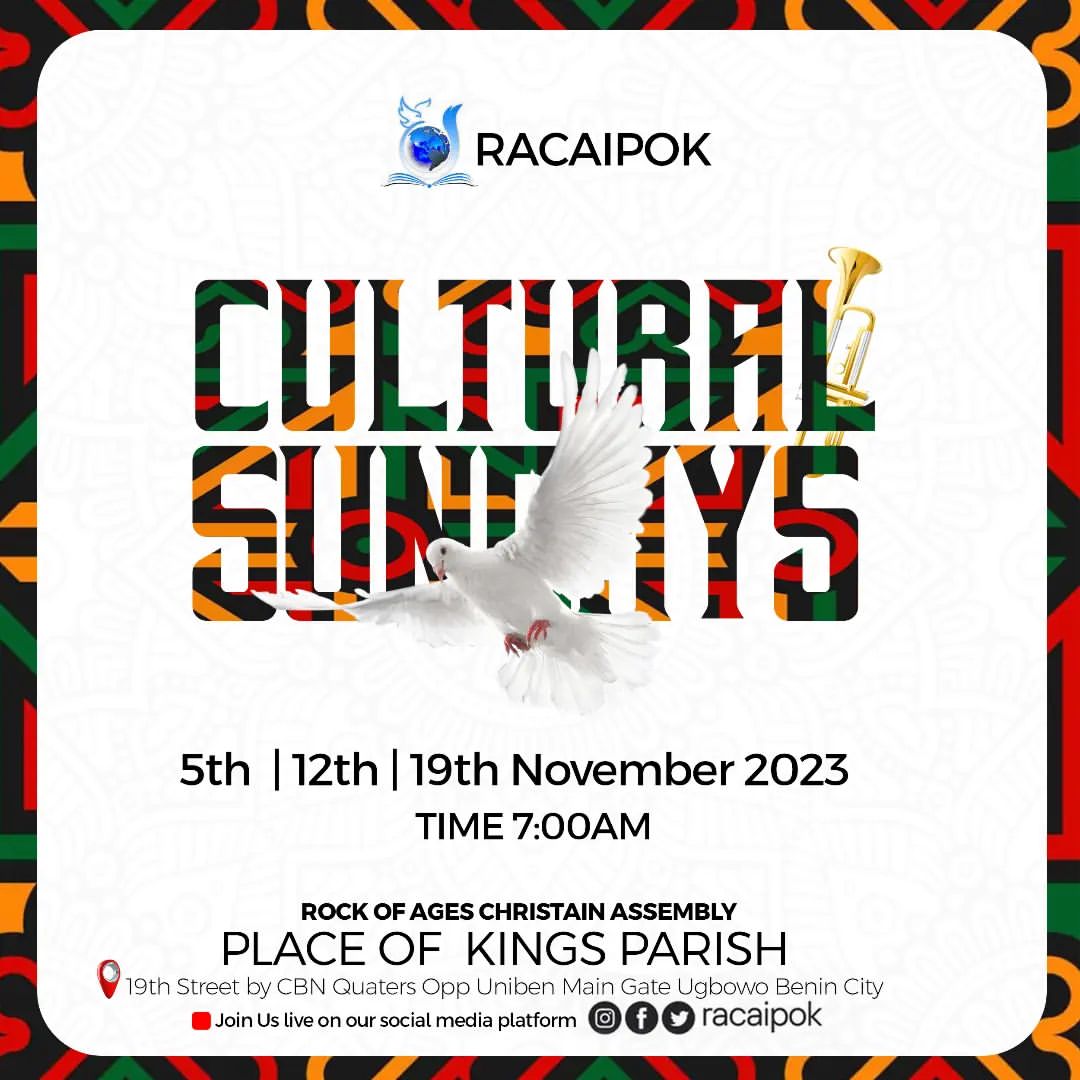 RACAIPOK
CULTURAL
SUNDAYS
5th | 12th | 19th November 2023
TIME 7:00AM
ROCK OF AGES CHRISTAIN ASSEMBLY
PLACE OF KINGS PARISH
19th Street by CBN Quaters Opp Uniben Main Gate Ugbowo Benin City
Join Us live on our social media platform racaipok